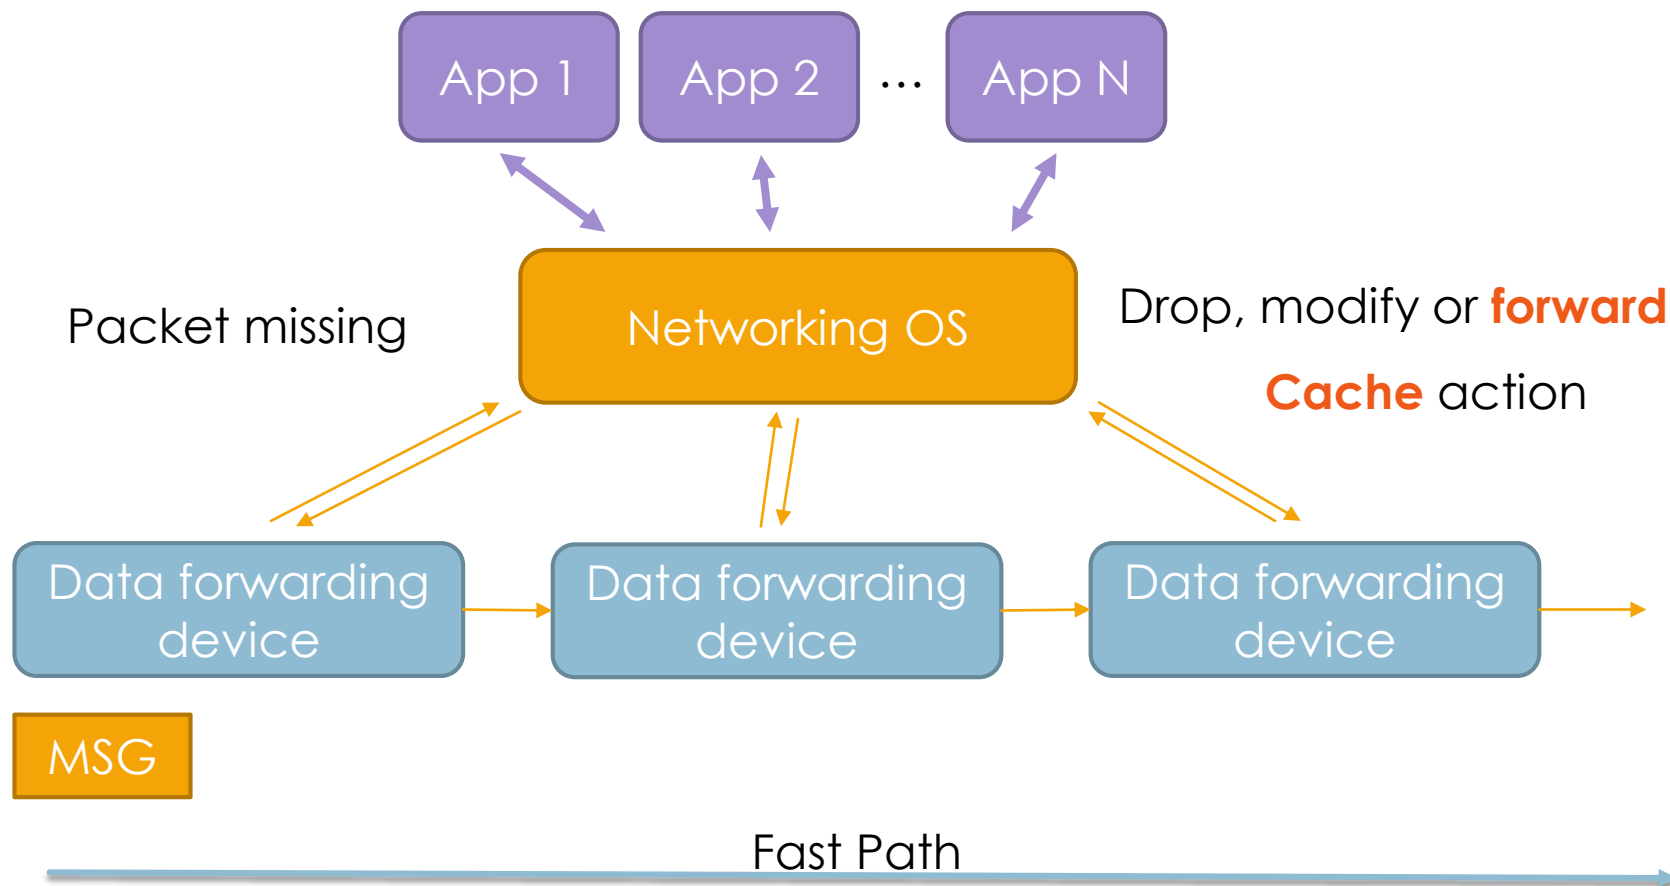 App 1
App 2
...
App N
Packet missing
Networking OS
Drop, modify or forward
Cache action
Data forwarding
device
Data forwarding
device
Data forwarding
device
MSG
Fast Path